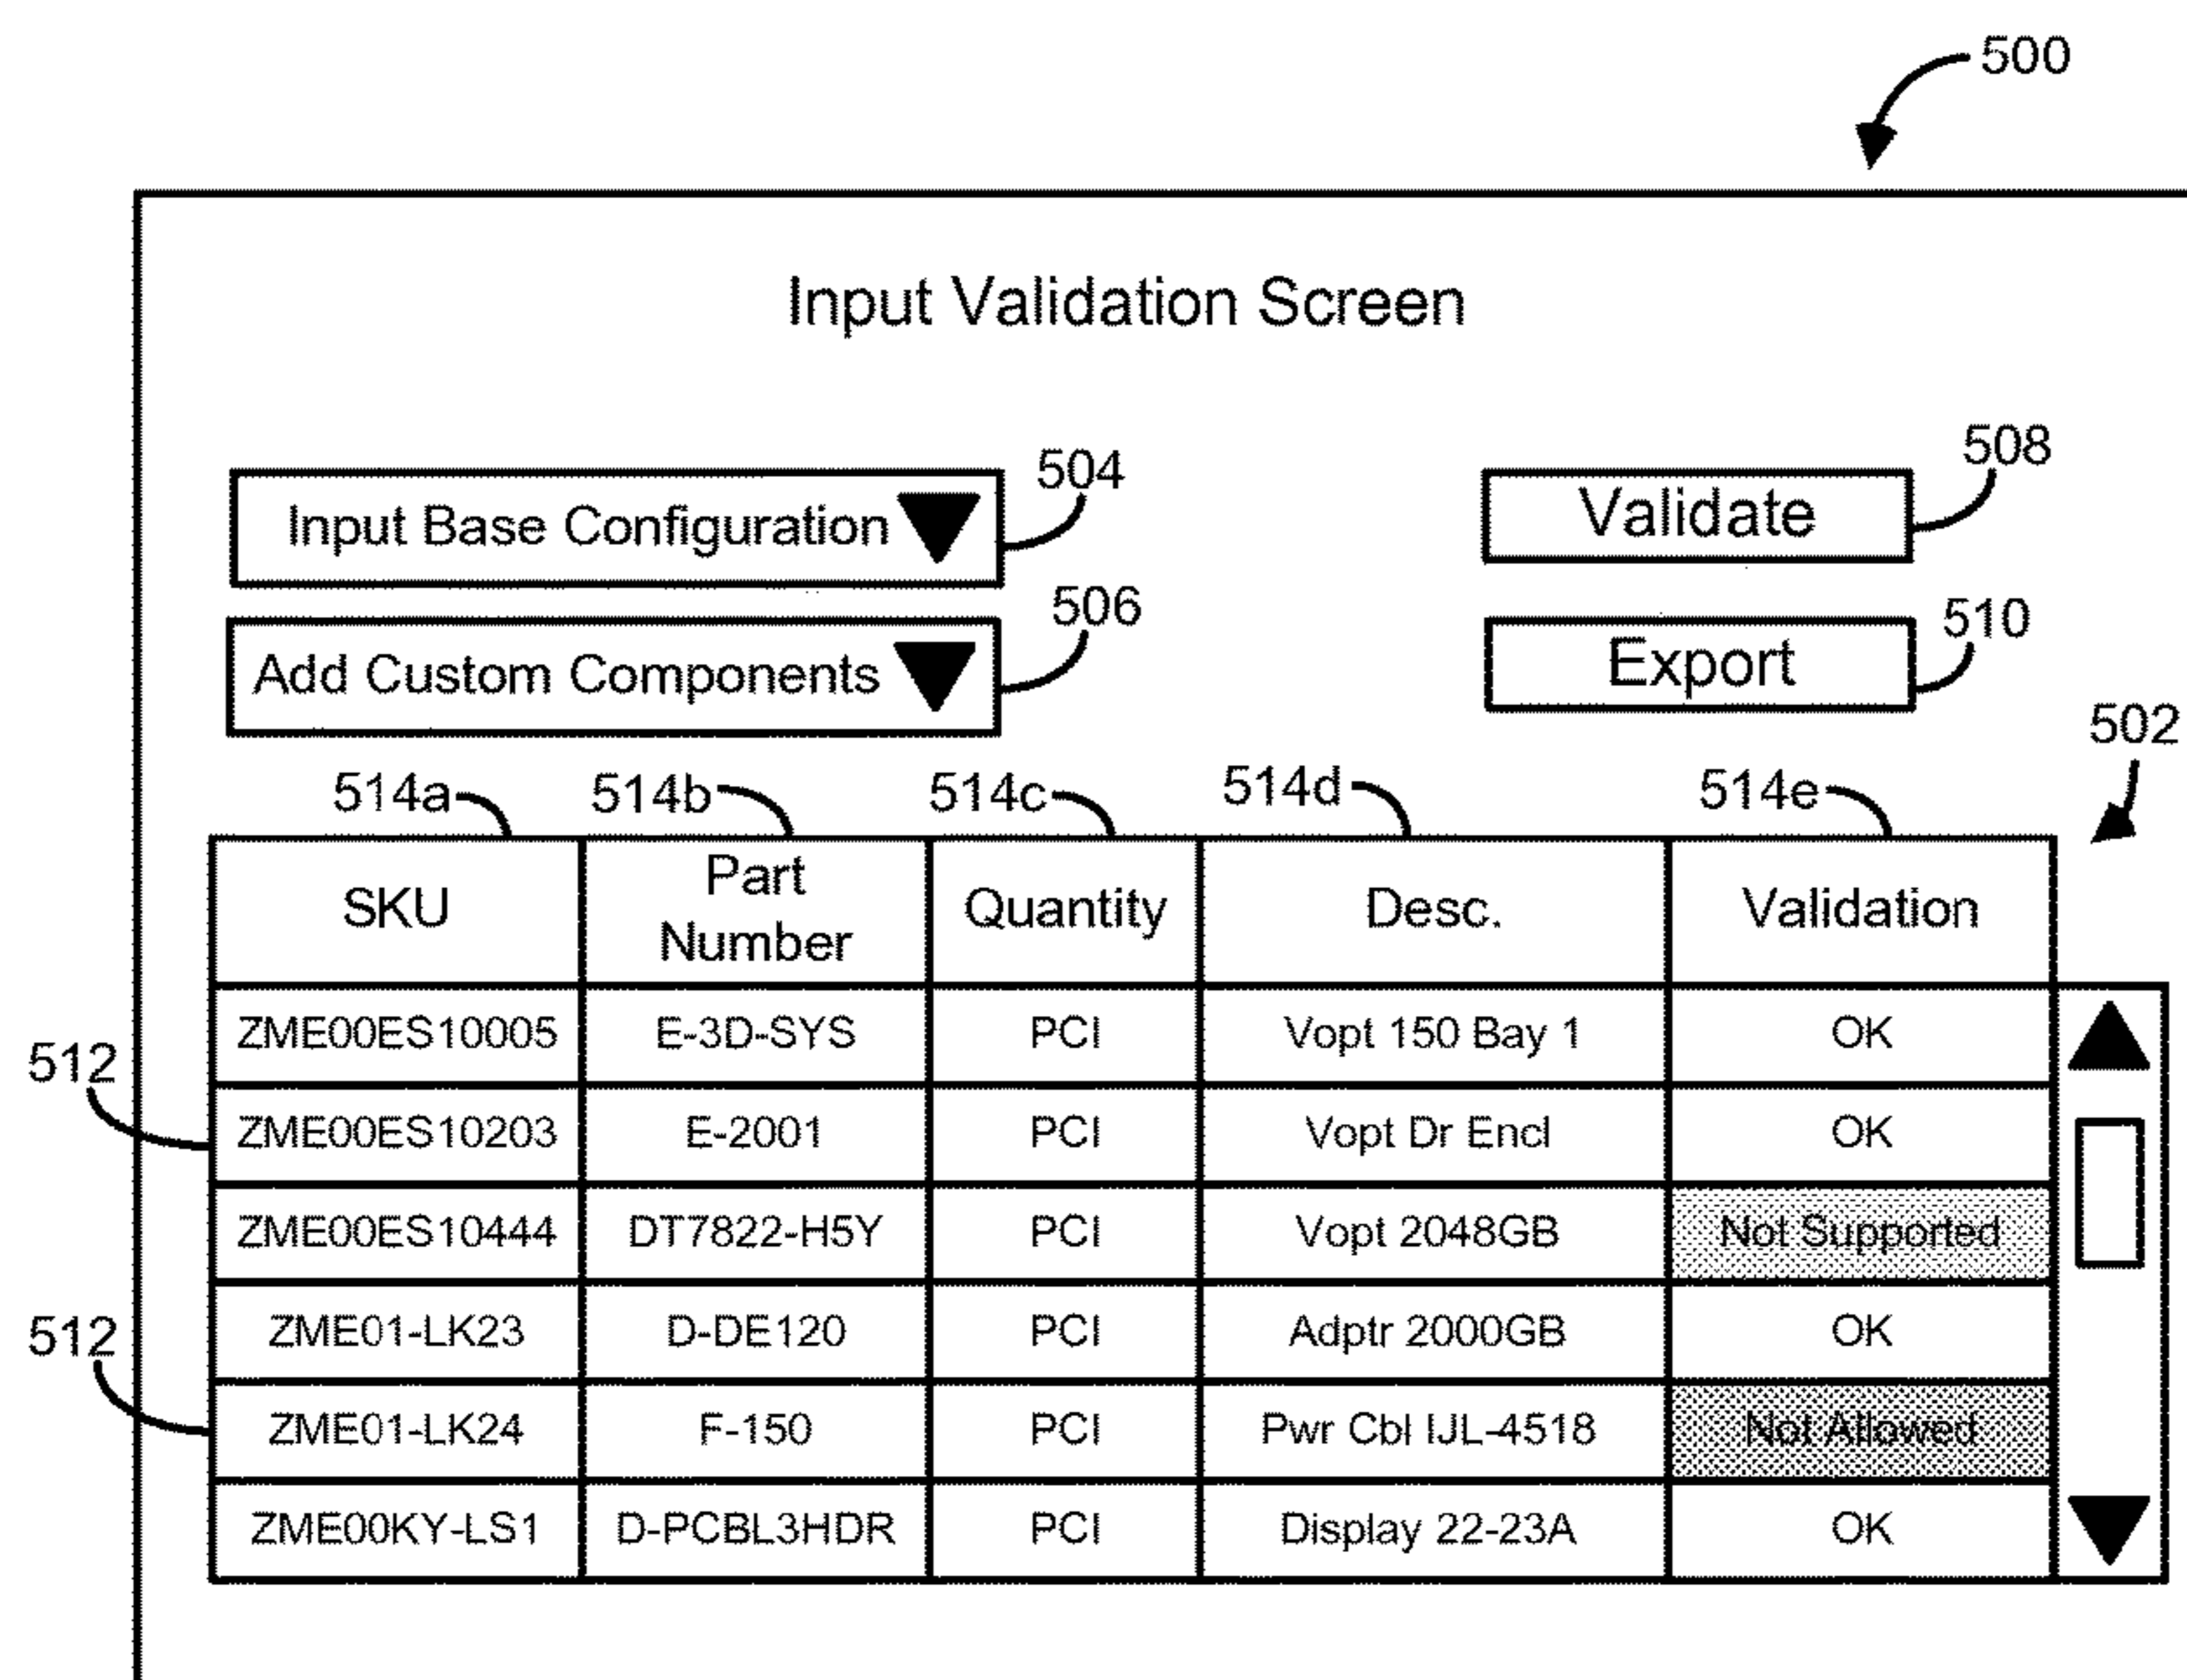 500
Input Validation Screen
504
508
Input Base Configuration
Validate
506
510
Add Custom Components
Export
502
514a 514b 514c 514d 514e
SKU Part Number Quantity Desc. Validation
ZME00ES10005 E-3D-SYS PCI Vopt 150 Bay 1 OK
512
ZME00ES10203 E-2001 PCI Vopt Dr Encl OK
ZME00ES10444 DT7822-H5Y PCI Vopt 2048GB Not Supported
512
ZME01-LK23 D-DE120 PCI Adptr 2000GB OK
ZME01-LK24 F-150 PCI Pwr Cbl IJL-4518 Not Allowed
ZME00KY-LS1 D-PCBL3HDR PCI Display 22-23A OK